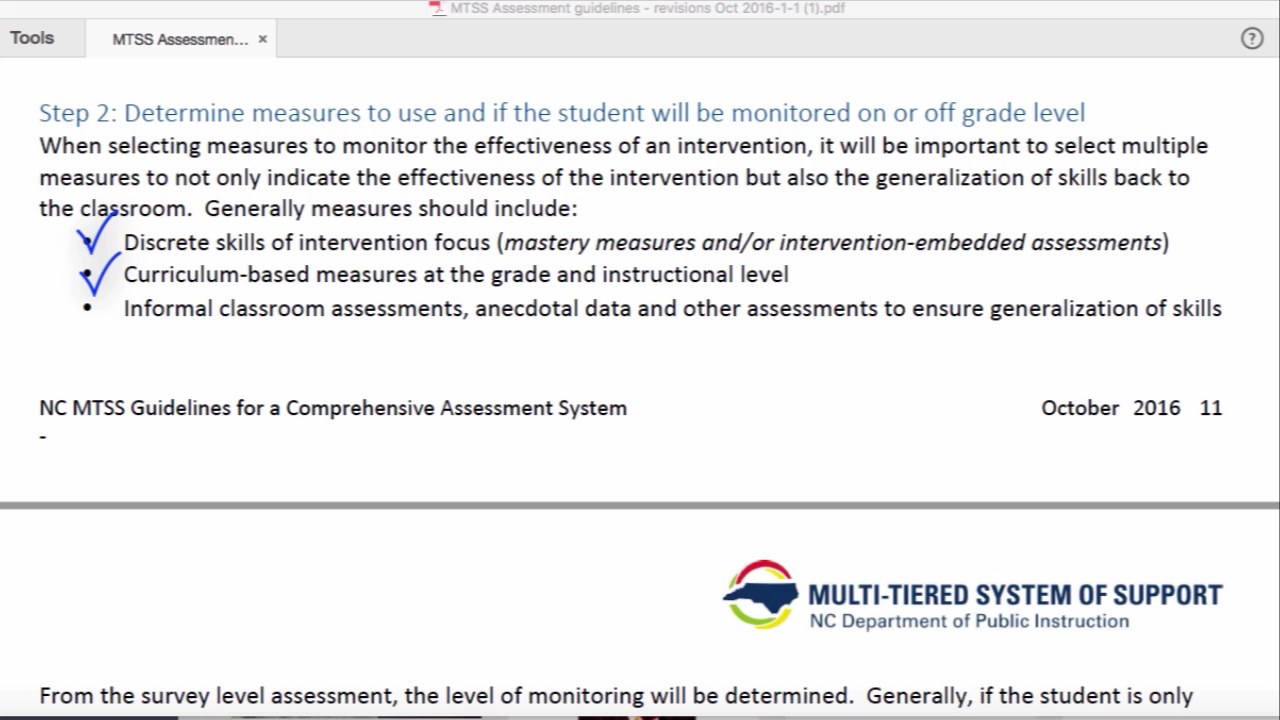 MTSS Assessment guidelines - revisions Oct 2016-1-1 (1).pdf
Tools
MTSS Assessmen... ×
?
Step 2: Determine measures to use and if the student will be monitored on or off grade level
When selecting measures to monitor the effectiveness of an intervention, it will be important to select multiple
measures to not only indicate the effectiveness of the intervention but also the generalization of skills back to
the classroom.  Generally measures should include:
• Discrete skills of intervention focus (mastery measures and/or intervention-embedded assessments)
• Curriculum-based measures at the grade and instructional level
• Informal classroom assessments, anecdotal data and other assessments to ensure generalization of skills
NC MTSS Guidelines for a Comprehensive Assessment System October 2016 11
-
MULTI-TIERED SYSTEM OF SUPPORT
NC Department of Public Instruction
From the survey level assessment, the level of monitoring will be determined.  Generally, if the student is only